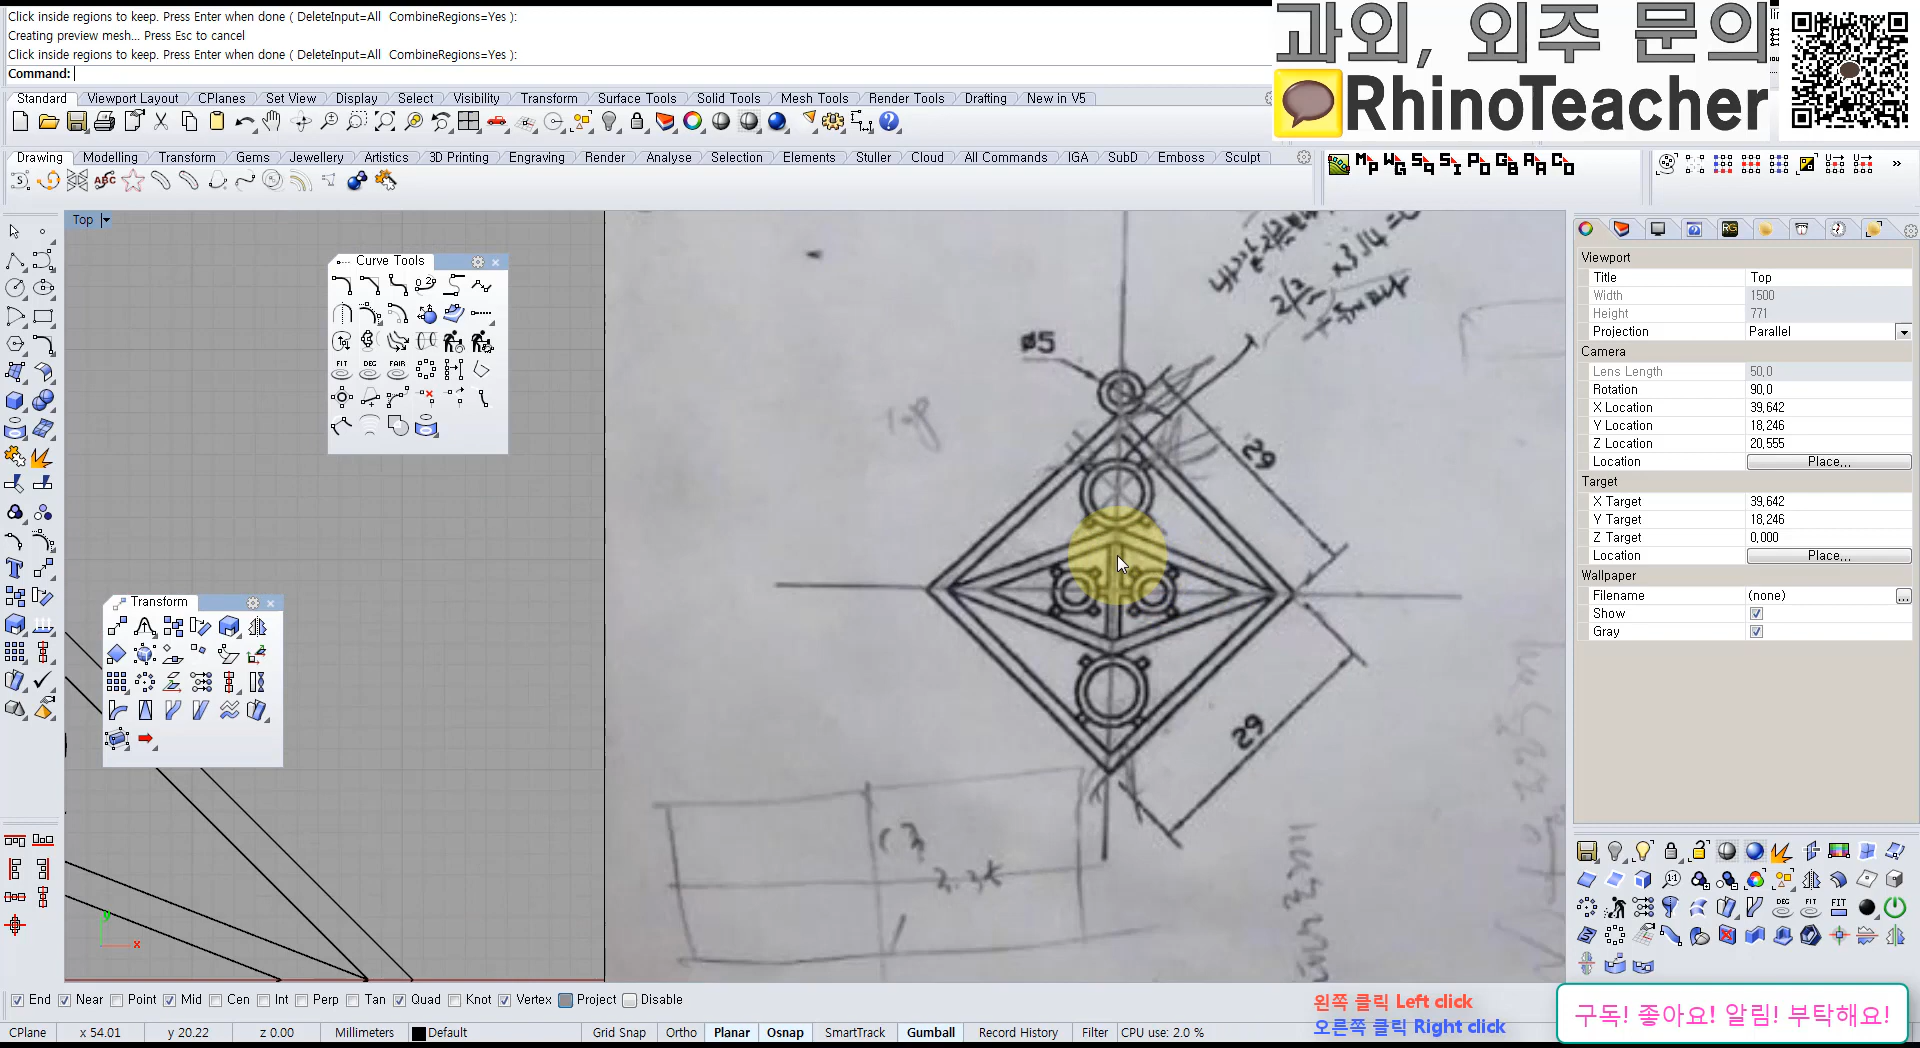 Click inside regions to keep. Press Enter when done ( DeleteInput=All  CombineRegions=Yes ):
Creating preview mesh... Press Esc to cancel
Click inside regions to keep. Press Enter when done ( DeleteInput=All  CombineRegions=Yes ):
Command:
과외, 외주 문의
RhinoTeacher
Standard Viewport Layout CPlanes Set View Display Select Visibility Transform Surface Tools Solid Tools Mesh Tools Render Tools Drafting New in V5
Drawing Modelling Transform Gems Jewellery Artistics 3D Printing Engraving Render Analyse Selection Elements Stuller Cloud All Commands IGA SubD Emboss Sculpt
ABC
Top
Curve Tools
FIT DEG FAIR
Transform
ø5
29
29
Top
Viewport
Title Top
Width 1500
Height 771
Projection Parallel
Camera
Lens Length 50,0
Rotation 90,0
X Location 39,642
Y Location 18,246
Z Location 20,555
Location Place...
Target
X Target 39,642
Y Target 18,246
Z Target 0,000
Location Place...
Wallpaper
Filename (none) ...
Show
Gray
DEG FIT FIT
y
x
End Near Point Mid Cen Int Perp Tan Quad Knot Vertex Project Disable
왼쪽 클릭 Left click
오른쪽 클릭 Right click
구독! 좋아요! 알림! 부탁해요!
CPlane x 54.01 y 20.22 z 0.00 Millimeters Default Grid Snap Ortho Planar Osnap SmartTrack Gumball Record History Filter CPU use: 2.0 %